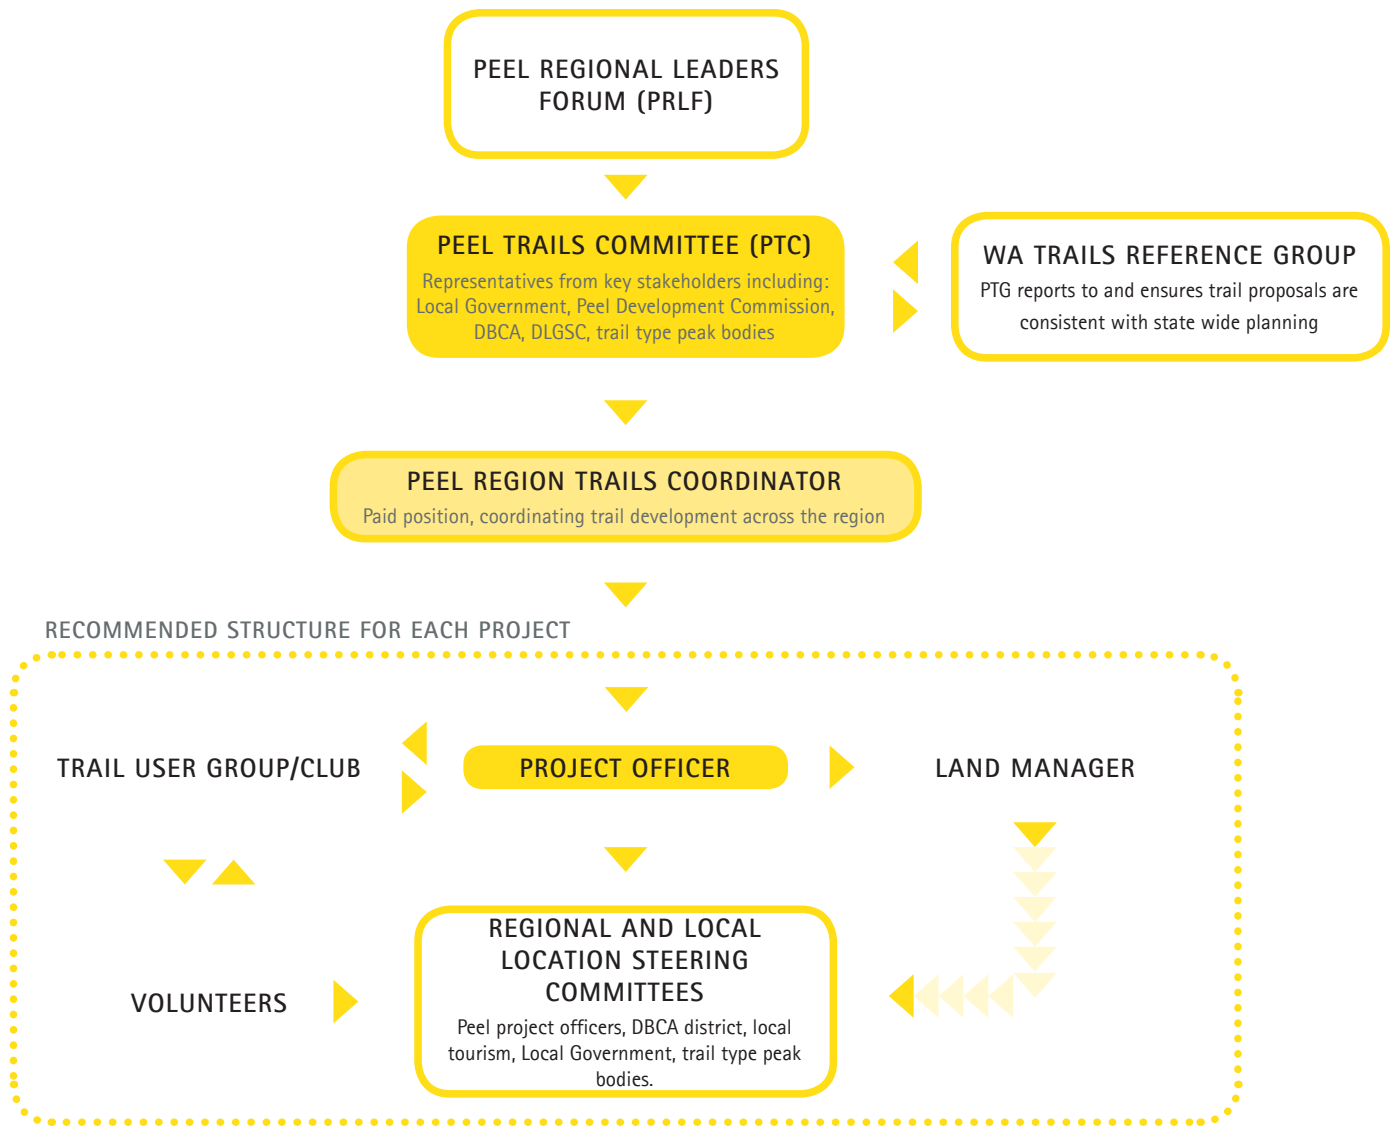 PEEL REGIONAL LEADERS
FORUM (PRLF)
PEEL TRAILS COMMITTEE (PTC)
Representatives from key stakeholders including:
Local Government, Peel Development Commission,
DBCA, DLGSC, trail type peak bodies
WA TRAILS REFERENCE GROUP
PTG reports to and ensures trail proposals are
consistent with state wide planning
PEEL REGION TRAILS COORDINATOR
Paid position, coordinating trail development across the region
RECOMMENDED STRUCTURE FOR EACH PROJECT
TRAIL USER GROUP/CLUB
PROJECT OFFICER
LAND MANAGER
VOLUNTEERS
REGIONAL AND LOCAL
LOCATION STEERING
COMMITTEES
Peel project officers, DBCA district, local
tourism, Local Government, trail type peak
bodies.